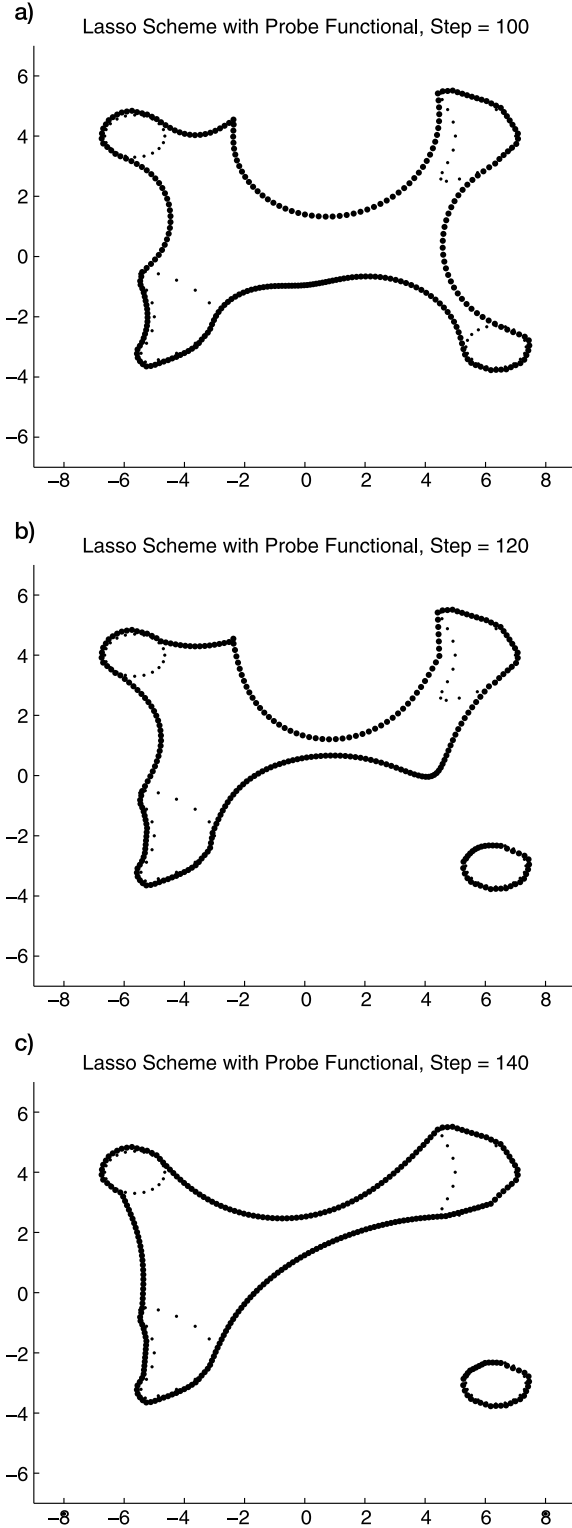 a)
Lasso Scheme with Probe Functional, Step = 100
6
4
2
0
−2
−4
−6
−8 −6 −4 −2 0 2 4 6 8
b)
Lasso Scheme with Probe Functional, Step = 120
6
4
2
0
−2
−4
−6
−8 −6 −4 −2 0 2 4 6 8
c)
Lasso Scheme with Probe Functional, Step = 140
6
4
2
0
−2
−4
−6
−8 −6 −4 −2 0 2 4 6 8